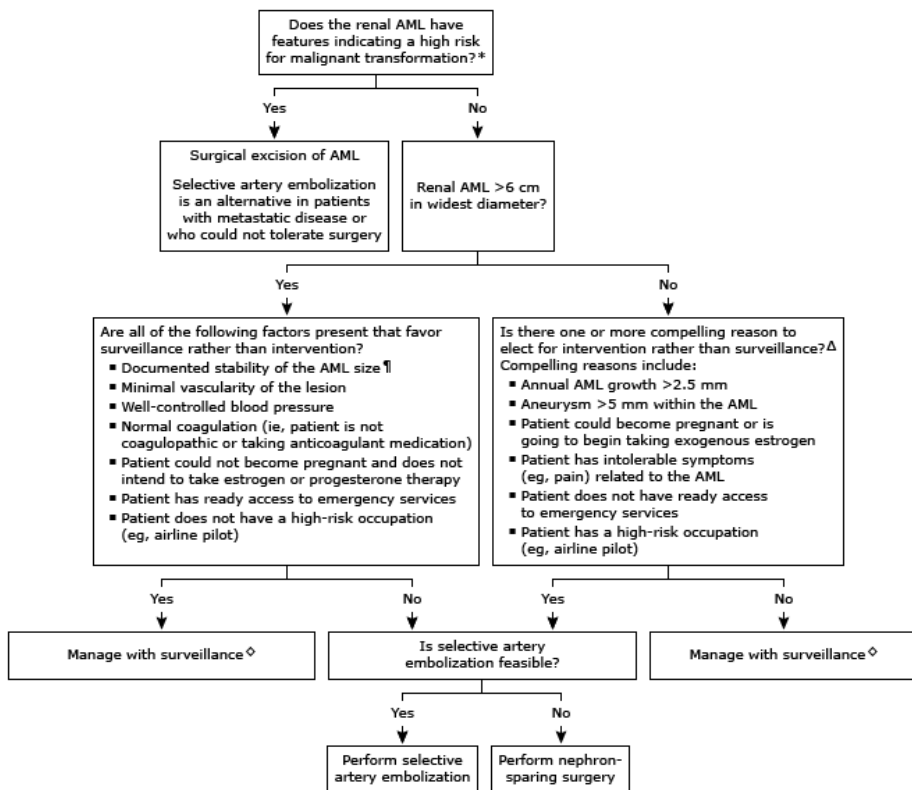 Does the renal AML have
features indicating a high risk
for malignant transformation?*
Yes
No
Surgical excision of AML
Selective artery embolization
is an alternative in patients
with metastatic disease or
who could not tolerate surgery
Renal AML >6 cm
in widest diameter?
Yes
No
Are all of the following factors present that favor
surveillance rather than intervention?
▪ Documented stability of the AML size¶
▪ Minimal vascularity of the lesion
▪ Well-controlled blood pressure
▪ Normal coagulation (ie, patient is not
coagulopathic or taking anticoagulant medication)
▪ Patient could not become pregnant and does not
intend to take estrogen or progesterone therapy
▪ Patient has ready access to emergency services
▪ Patient does not have a high-risk occupation
(eg, airline pilot)
Is there one or more compelling reason to
elect for intervention rather than surveillance?Δ
Compelling reasons include:
▪ Annual AML growth >2.5 mm
▪ Aneurysm >5 mm within the AML
▪ Patient could become pregnant or is
going to begin taking exogenous estrogen
▪ Patient has intolerable symptoms
(eg, pain) related to the AML
▪ Patient does not have ready access
to emergency services
▪ Patient has a high-risk occupation
(eg, airline pilot)
Yes
No
Yes
No
Manage with surveillance◇
Is selective artery
embolization feasible?
Manage with surveillance◇
Yes
No
Perform selective
artery embolization
Perform nephron-
sparing surgery